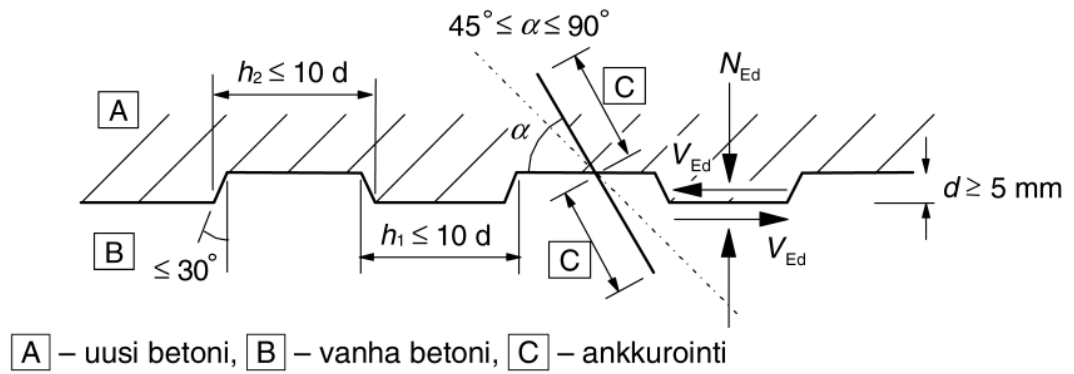 45° ≤ α ≤ 90°
h₂ ≤ 10 d
C
N_Ed
A
α
V_Ed
d ≥ 5 mm
h₁ ≤ 10 d
B
C
V_Ed
≤ 30°
A – uusi betoni, B – vanha betoni, C – ankkurointi